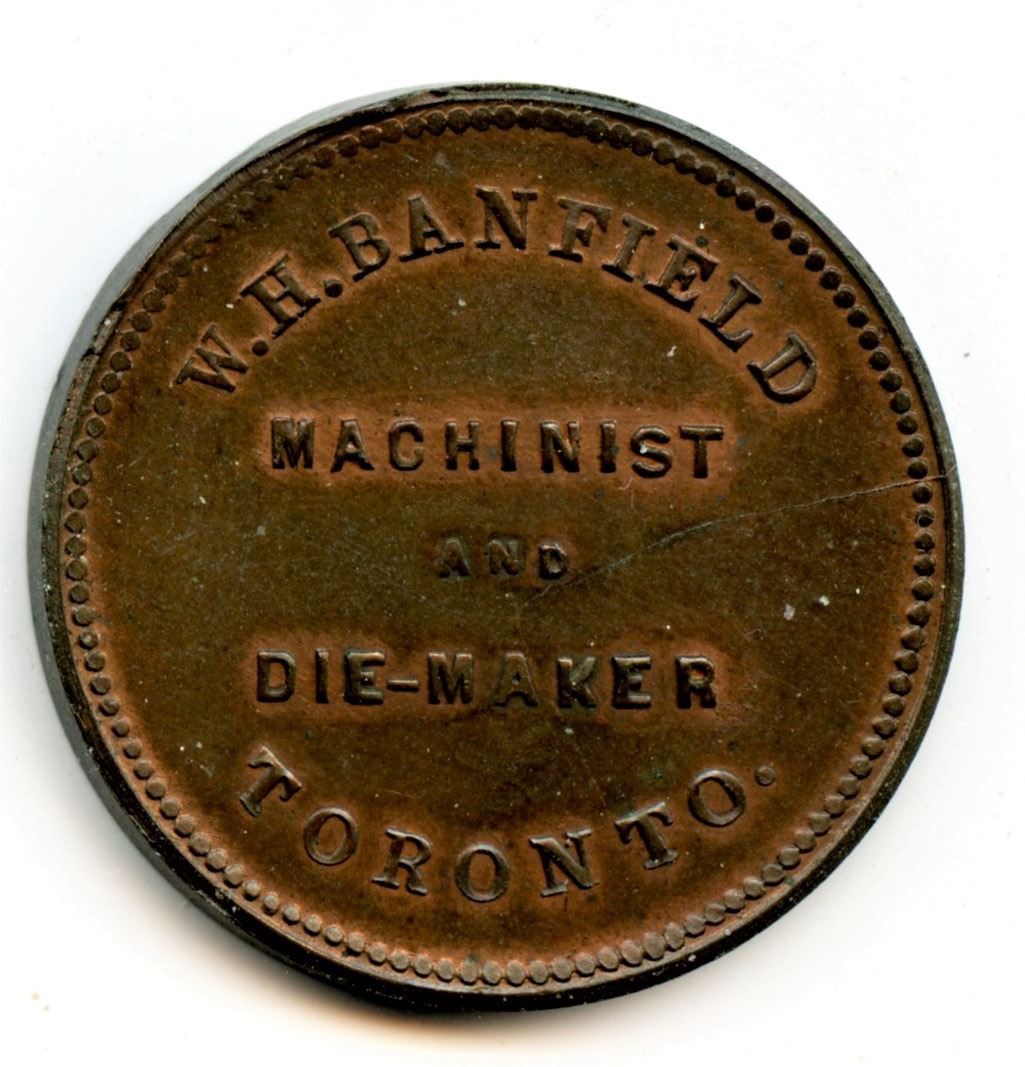 W.H.BANFIELD
MACHINIST
AND
DIE-MAKER
TORONTO.